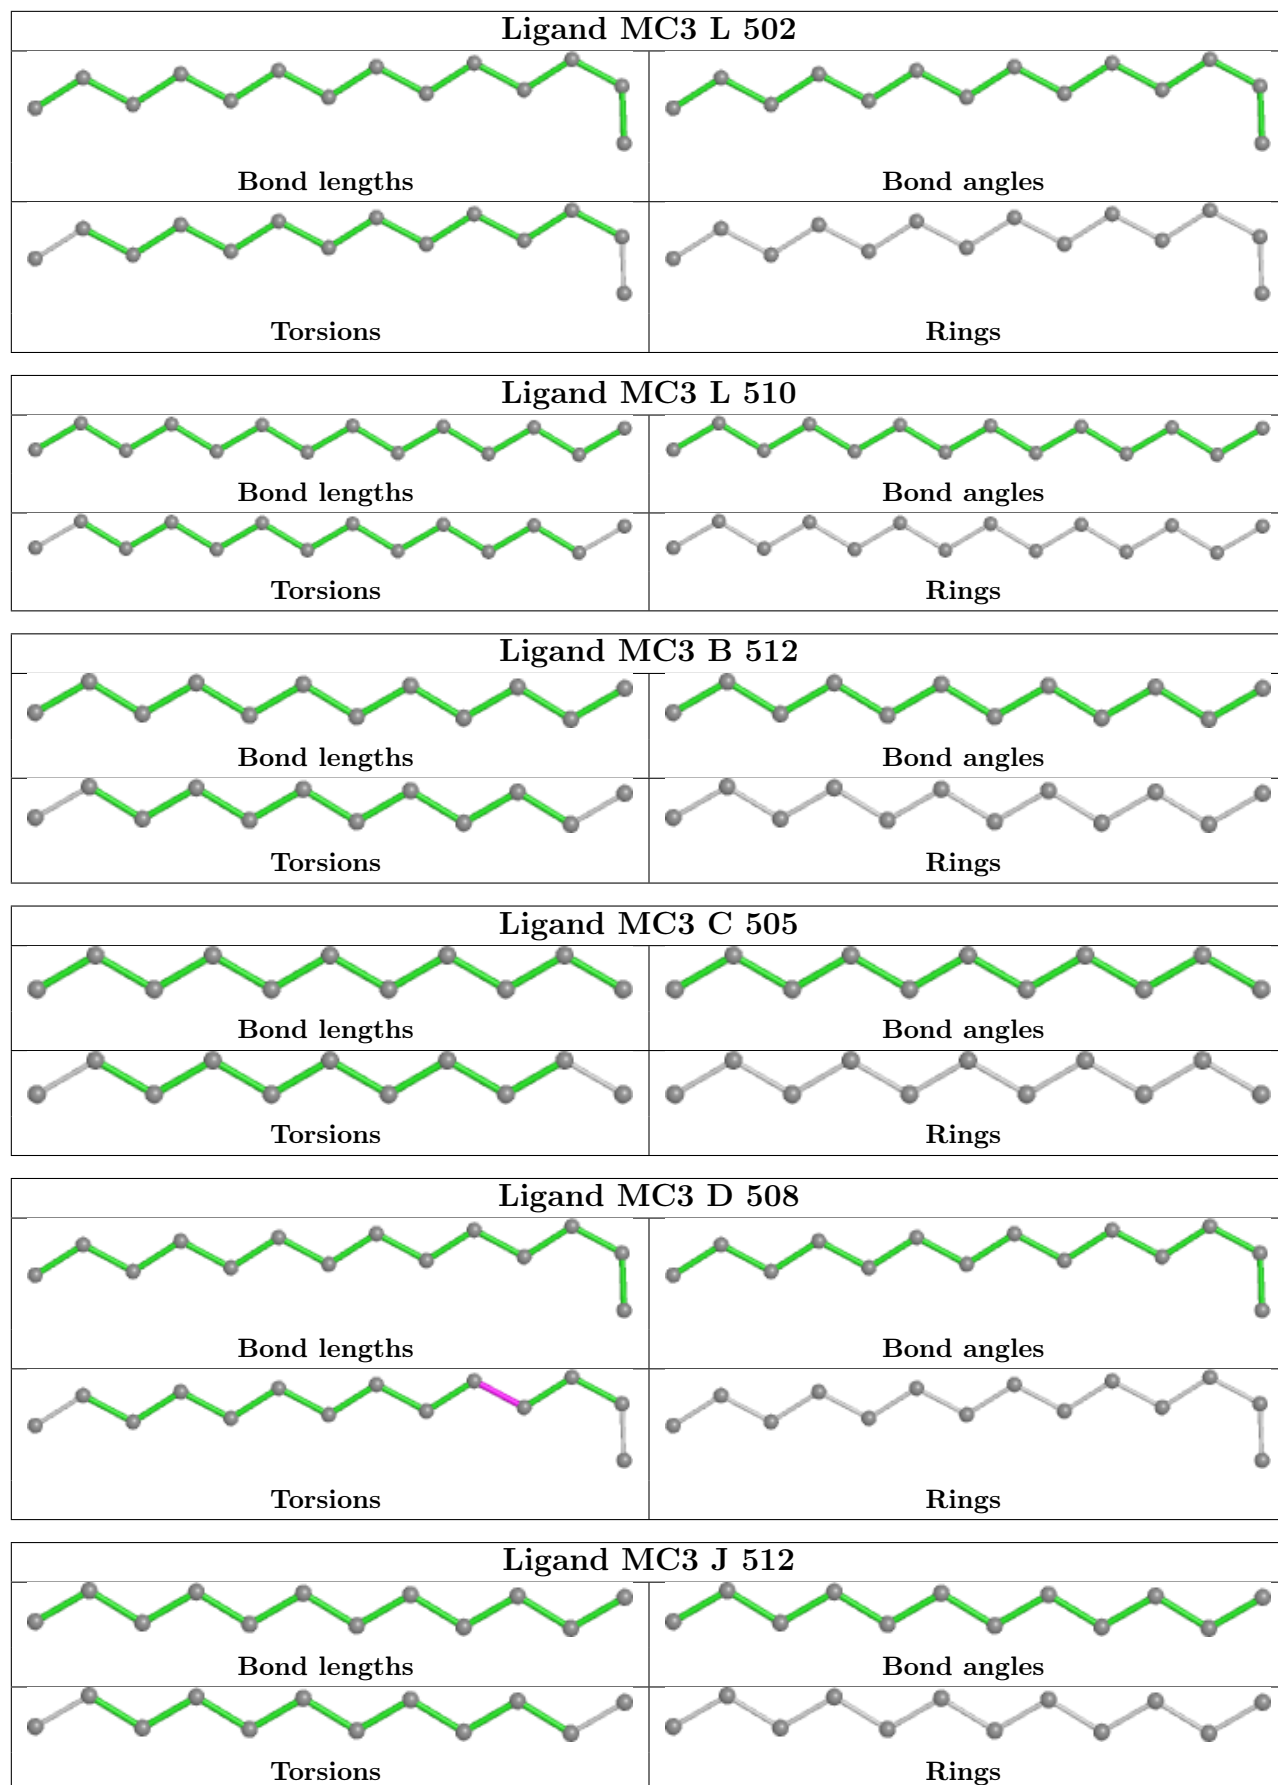 Ligand MC3 L 502
Bond lengths Bond angles
Torsions Rings
Ligand MC3 L 510
Bond lengths Bond angles
Torsions Rings
Ligand MC3 B 512
Bond lengths Bond angles
Torsions Rings
Ligand MC3 C 505
Bond lengths Bond angles
Torsions Rings
Ligand MC3 D 508
Bond lengths Bond angles
Torsions Rings
Ligand MC3 J 512
Bond lengths Bond angles
Torsions Rings